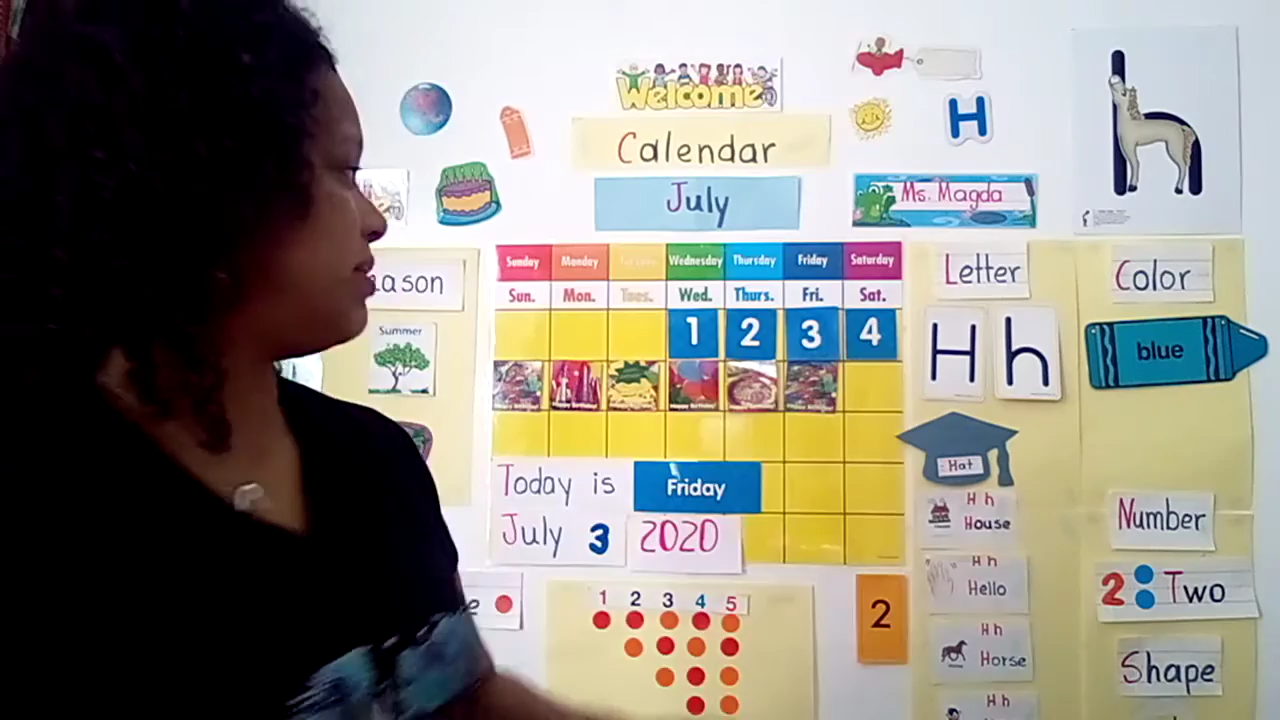 Welcome
Calendar
July
H
h
Ms. Magda
ason
Summer
Sunday Monday Tuesday Wednesday Thursday Friday Saturday
Sun. Mon. Tues. Wed. Thurs. Fri. Sat.
1 2 3 4
Today is Friday
July 3 2020
1 2 3 4 5
2
Letter
H h
Hat
H h
House
H h
Hello
H h
Horse
H h
Color
blue
Number
2 Two
Shape